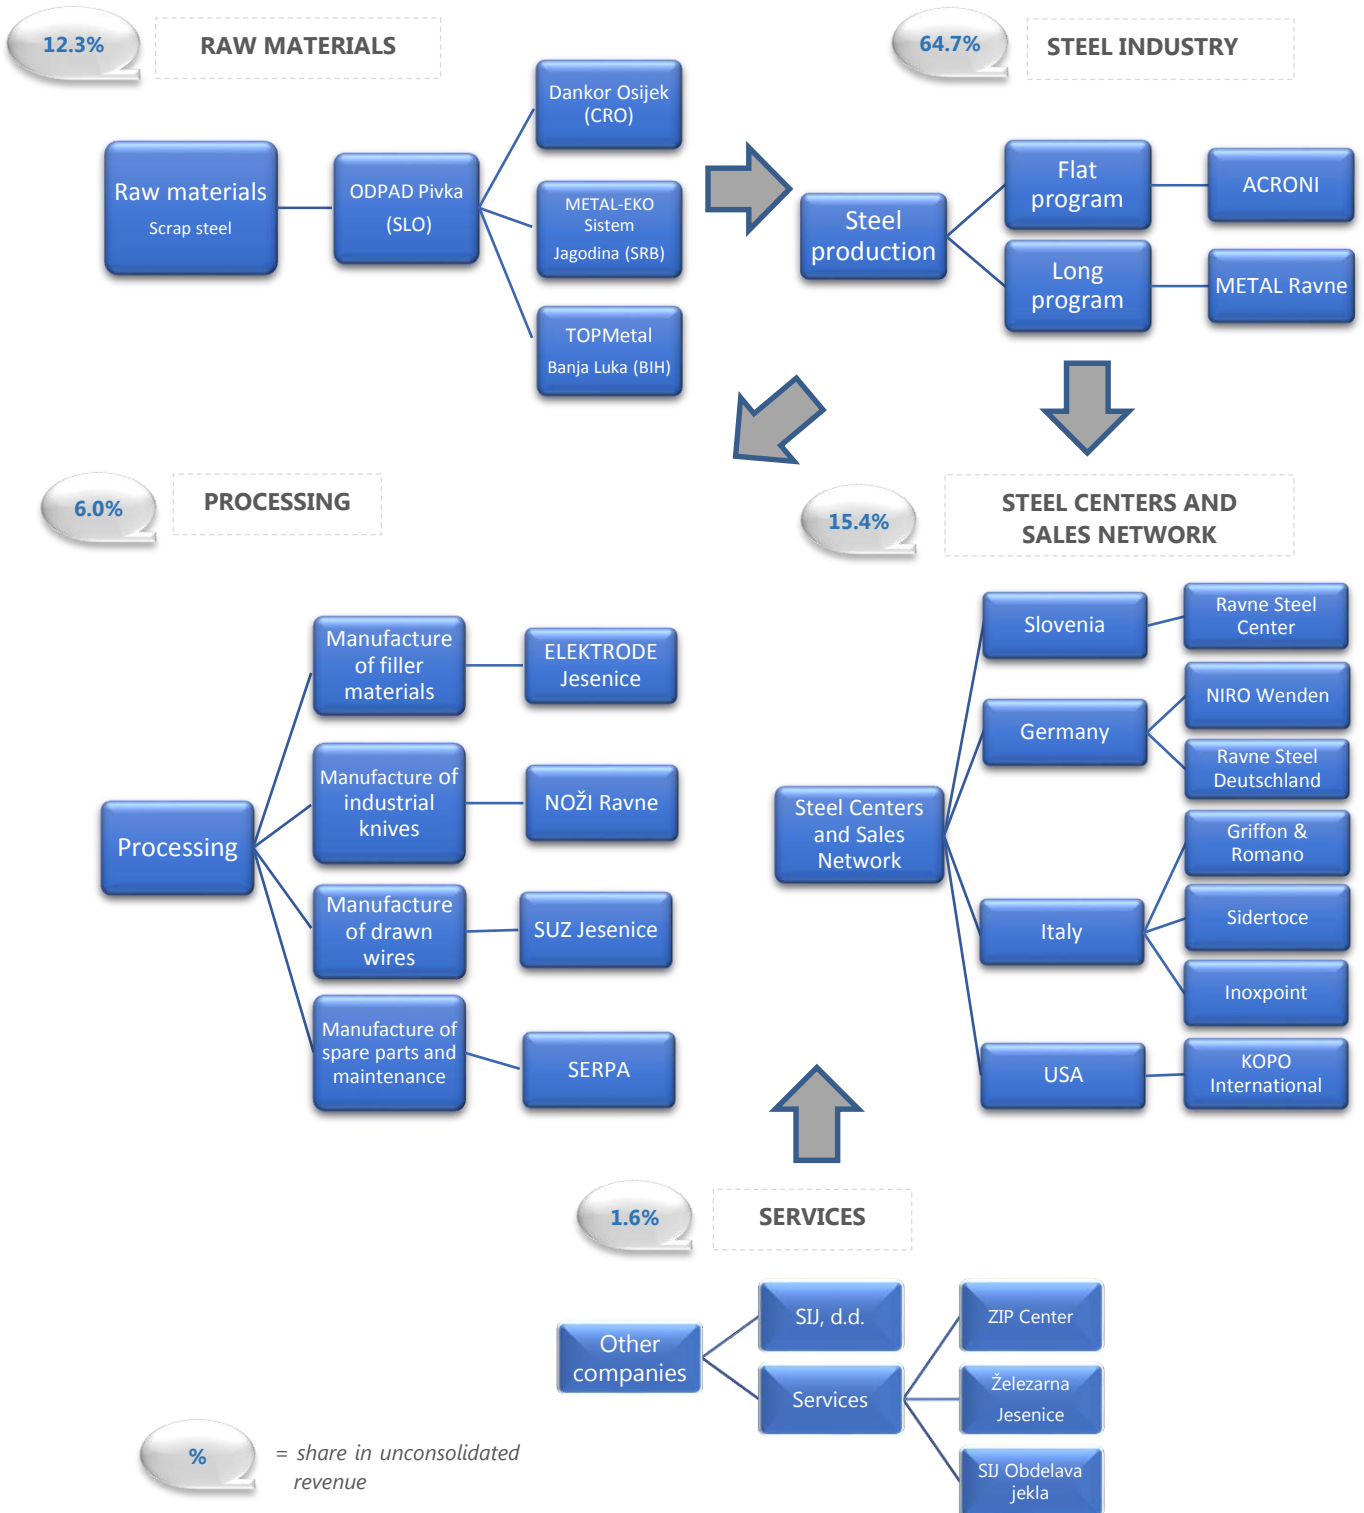 12.3%
RAW MATERIALS
Raw materials
Scrap steel
ODPAD Pivka
(SLO)
Dankor Osijek
(CRO)
METAL-EKO
Sistem
Jagodina (SRB)
TOPMetal
Banja Luka (BIH)
64.7%
STEEL INDUSTRY
Steel
production
Flat
program
ACRONI
Long
program
METAL Ravne
6.0%
PROCESSING
Processing
Manufacture
of filler
materials
ELEKTRODE
Jesenice
Manufacture of
industrial
knives
NOŽI Ravne
Manufacture
of drawn
wires
SUZ Jesenice
Manufacture of
spare parts and
maintenance
SERPA
15.4%
STEEL CENTERS AND
SALES NETWORK
Steel Centers
and Sales
Network
Slovenia
Ravne Steel
Center
Germany
NIRO Wenden
Ravne Steel
Deutschland
Italy
Griffon &
Romano
Sidertoce
Inoxpoint
USA
KOPO
International
1.6%
SERVICES
Other
companies
SIJ, d.d.
Services
ZIP Center
Železarna
Jesenice
SIJ Obdelava
jekla
%
= share in unconsolidated
revenue